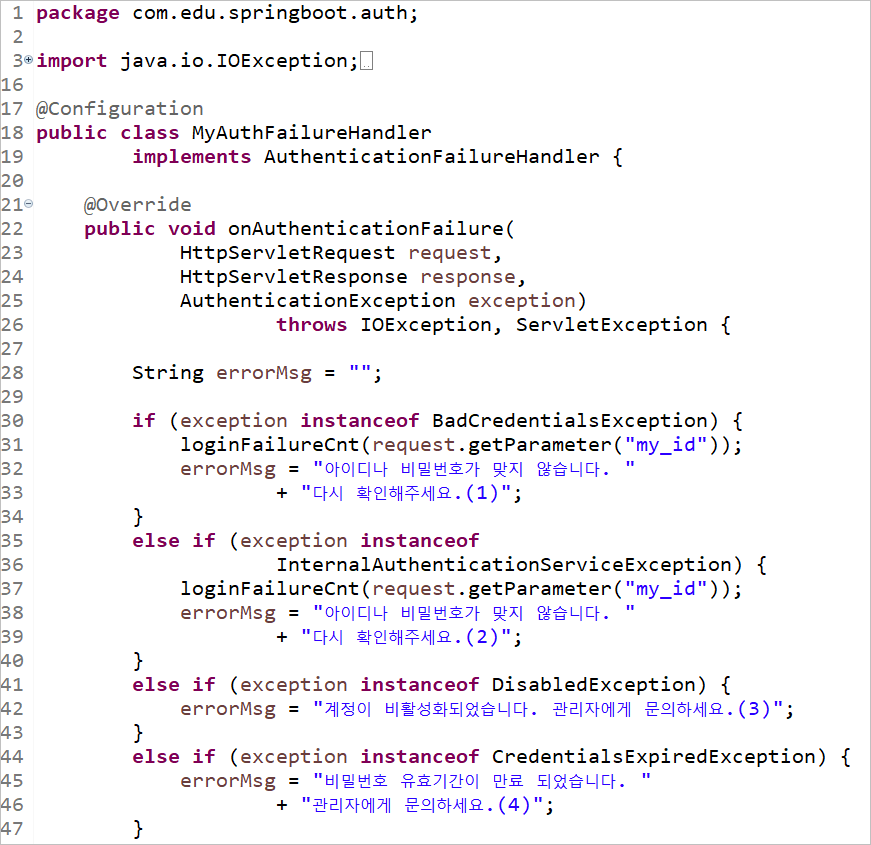 1 package com.edu.springboot.auth;
2
3 import java.io.IOException;
16
17 @Configuration
18 public class MyAuthFailureHandler
19 implements AuthenticationFailureHandler {
20
21 @Override
22 public void onAuthenticationFailure(
23 HttpServletRequest request,
24 HttpServletResponse response,
25 AuthenticationException exception)
26 throws IOException, ServletException {
27
28 String errorMsg = "";
29
30 if (exception instanceof BadCredentialsException) {
31 loginFailureCnt(request.getParameter("my_id"));
32 errorMsg = "아이디나 비밀번호가 맞지 않습니다. "
33 + "다시 확인해주세요.(1)";
34 }
35 else if (exception instanceof
36 InternalAuthenticationServiceException) {
37 loginFailureCnt(request.getParameter("my_id"));
38 errorMsg = "아이디나 비밀번호가 맞지 않습니다. "
39 + "다시 확인해주세요.(2)";
40 }
41 else if (exception instanceof DisabledException) {
42 errorMsg = "계정이 비활성화되었습니다. 관리자에게 문의하세요.(3)";
43 }
44 else if (exception instanceof CredentialsExpiredException) {
45 errorMsg = "비밀번호 유효기간이 만료 되었습니다. "
46 + "관리자에게 문의하세요.(4)";
47 }